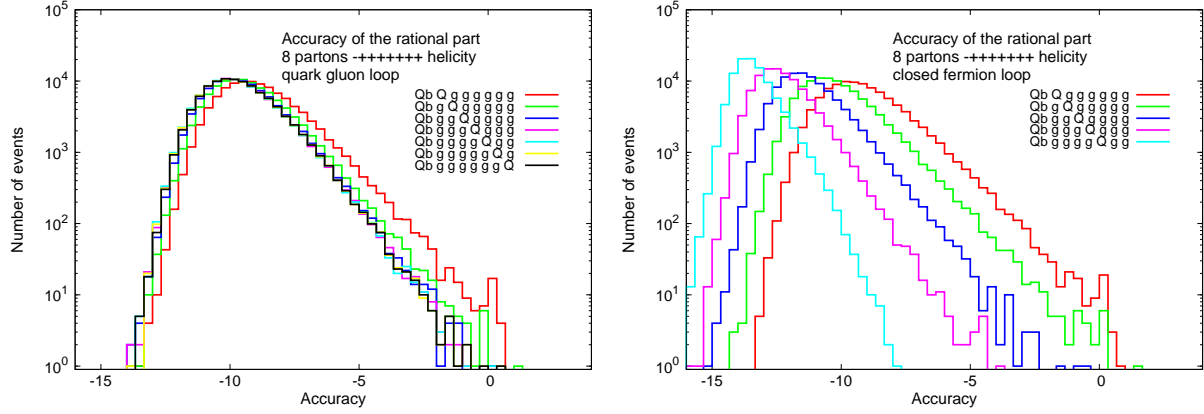 10^5
10^4
10^3
10^2
10^1
10^0
Number of events
Accuracy of the rational part
8 partons -+++++++ helicity
quark gluon loop
Qb Q g g g g g g
Qb g Q g g g g g
Qb g g Q g g g g
Qb g g g Q g g g
Qb g g g g Q g g
Qb g g g g g Q g
Qb g g g g g g Q
-15
-10
-5
0
Accuracy
10^5
10^4
10^3
10^2
10^1
10^0
Number of events
Accuracy of the rational part
8 partons -+++++++ helicity
closed fermion loop
Qb Q g g g g g g
Qb g Q g g g g g
Qb g g Q g g g g
Qb g g g Q g g g
Qb g g g g Q g g
-15
-10
-5
0
Accuracy